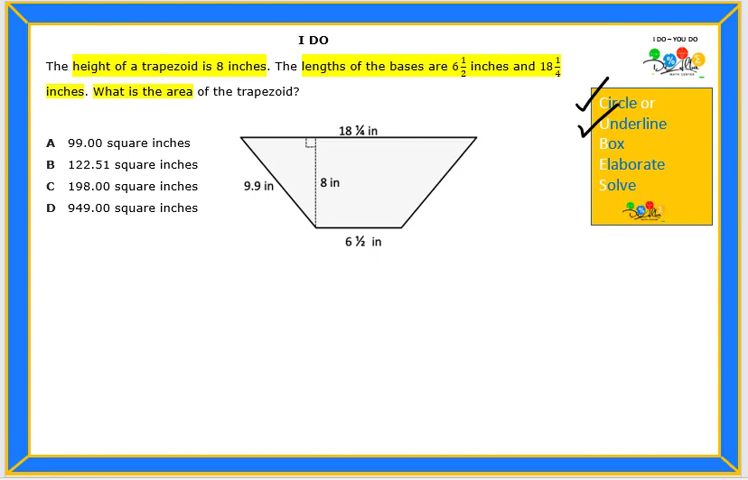 I DO
I DO – YOU DO
The height of a trapezoid is 8 inches. The lengths of the bases are 6 1/2 inches and 18 1/4
inches. What is the area of the trapezoid?
A 99.00 square inches
B 122.51 square inches
C 198.00 square inches
D 949.00 square inches
18 ¼ in
9.9 in
8 in
6 ½ in
MATH CENTER
Circle or
Underline
Box
Elaborate
Solve